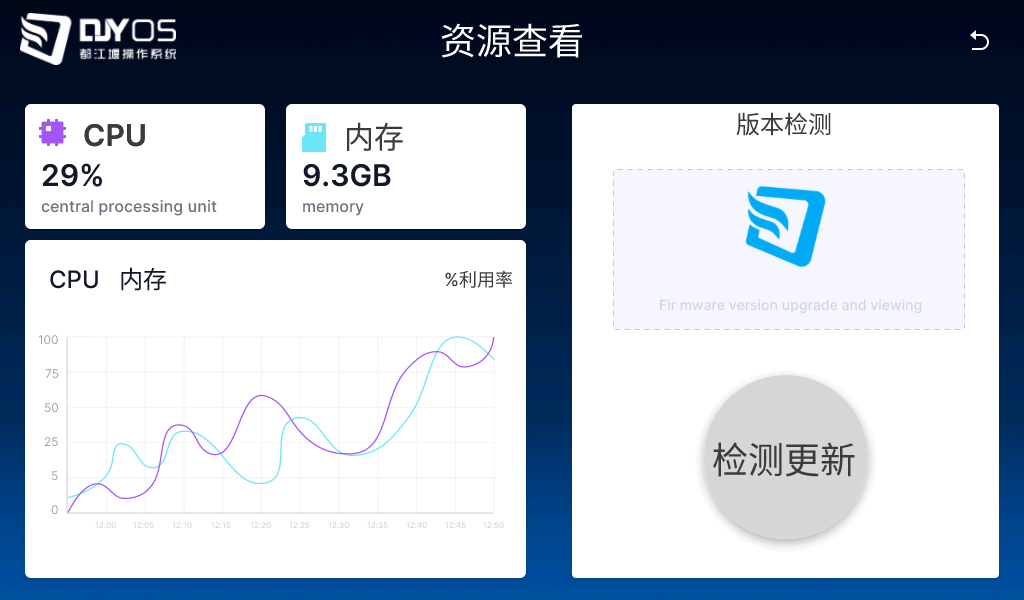 DJYOS
都江堰操作系统
资源查看
CPU
29%
central processing unit
内存
9.3GB
memory
CPU 内存
%利用率
100
75
50
25
5
0
12:00 12:05 12:10 12:15 12:20 12:25 12:30 12:35 12:40 12:45 12:50
版本检测
Fir mware version upgrade and viewing
检测更新